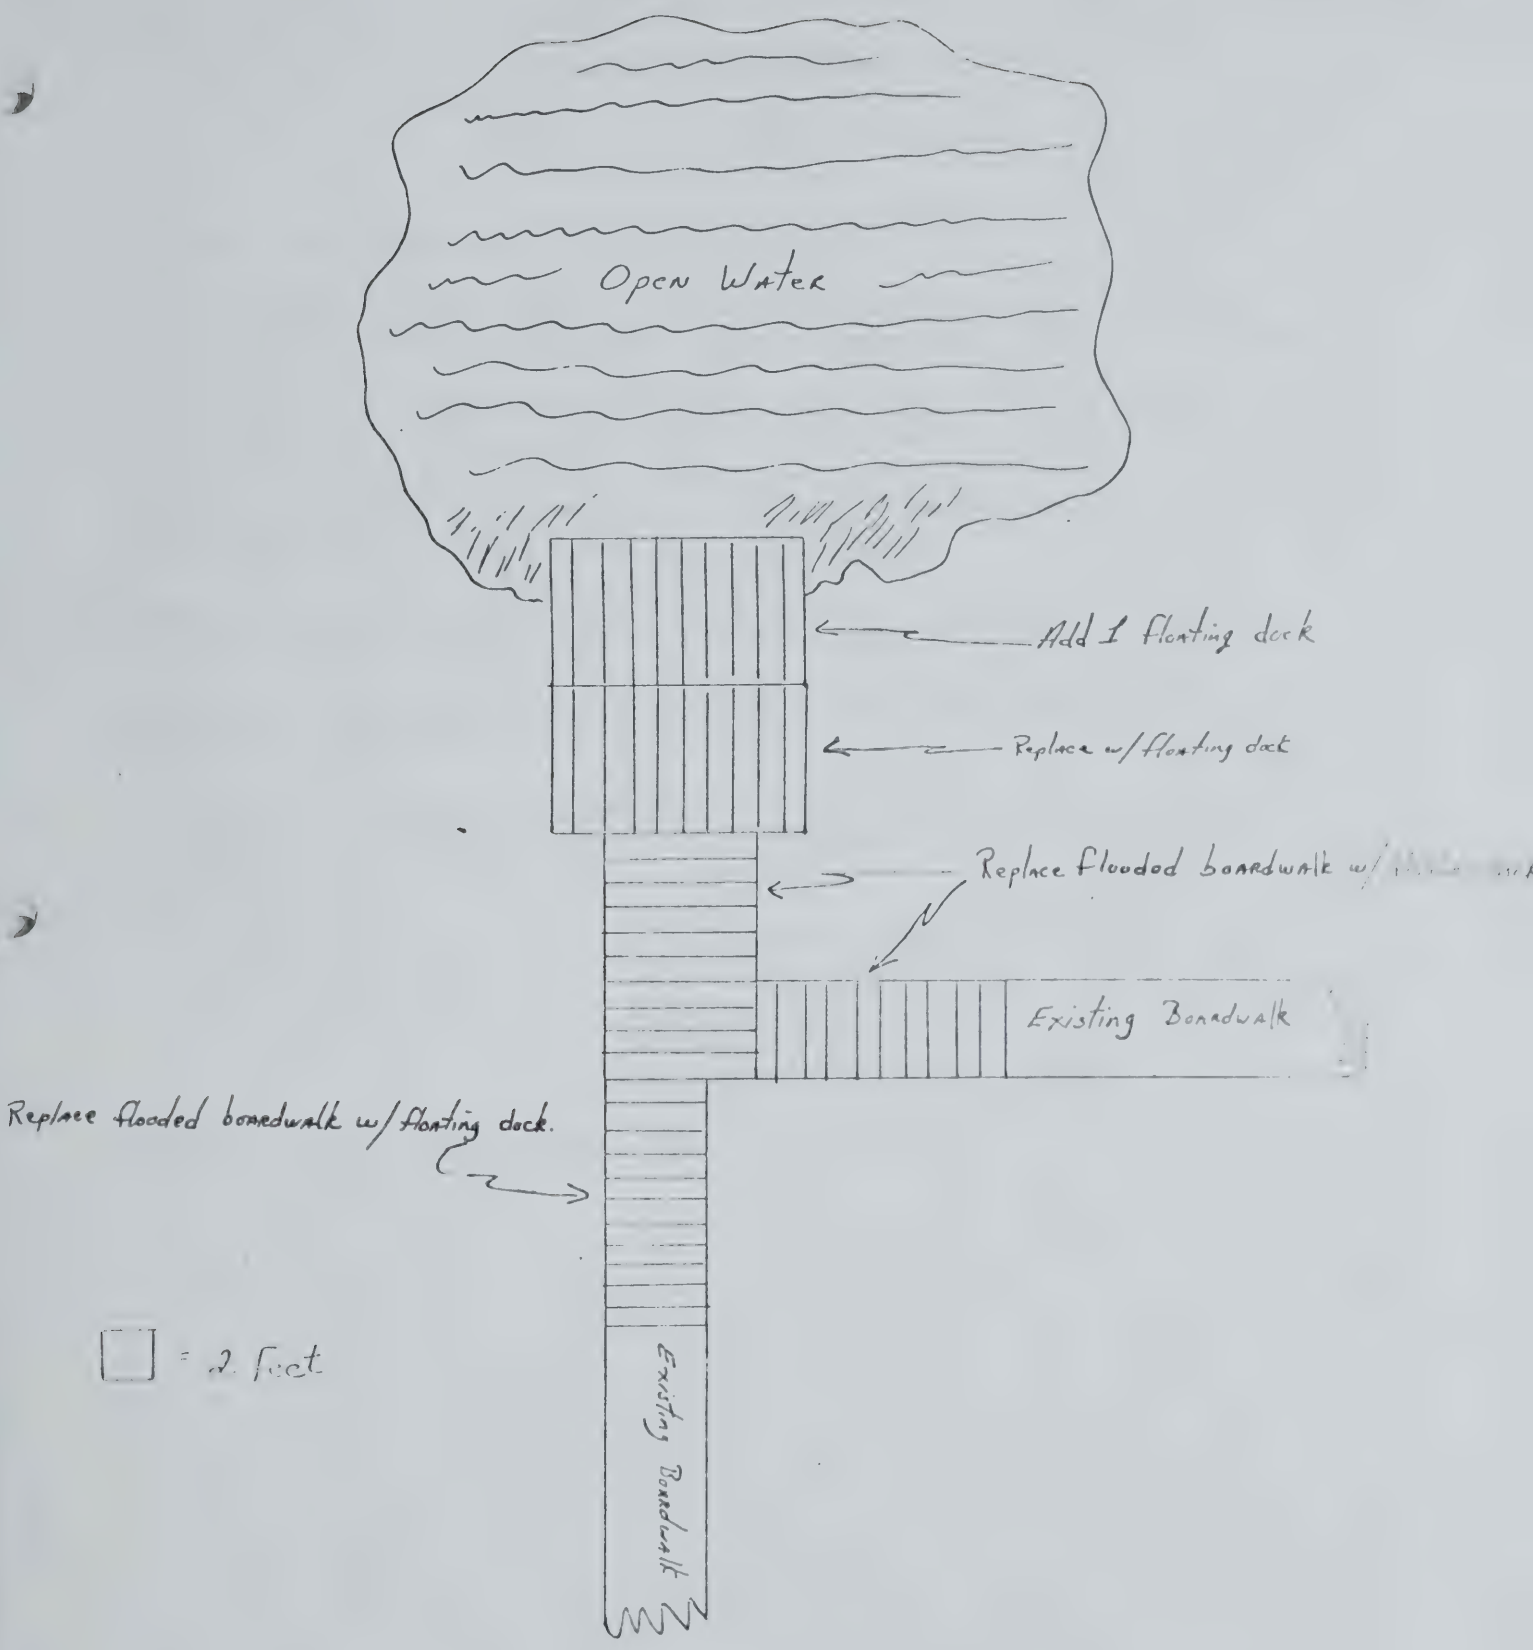 Open Water
Add 1 floating dock
Replace w/floating dock
Replace flooded boardwalk w/
Existing Boardwalk
Replace flooded boardwalk w/ floating dock.
= 2 feet
Existing Boardwalk